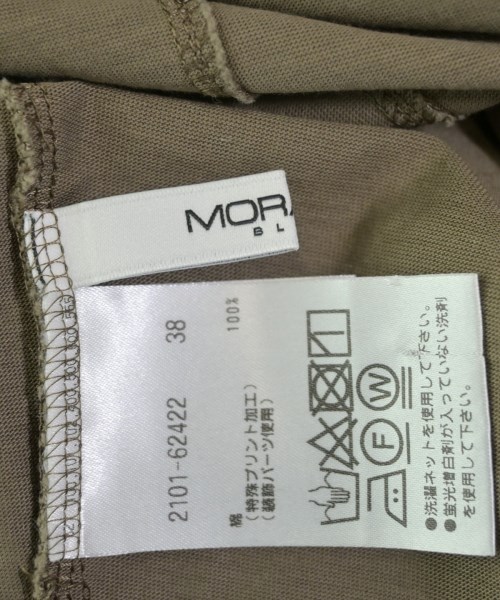 MORA
BL
2101-62422 38
綿 100%
(特殊プリント加工)
(装飾パーツ使用)
F W
●洗濯ネットを使用して下さい。
●蛍光増白剤が入っていない洗剤
を使用して下さい。